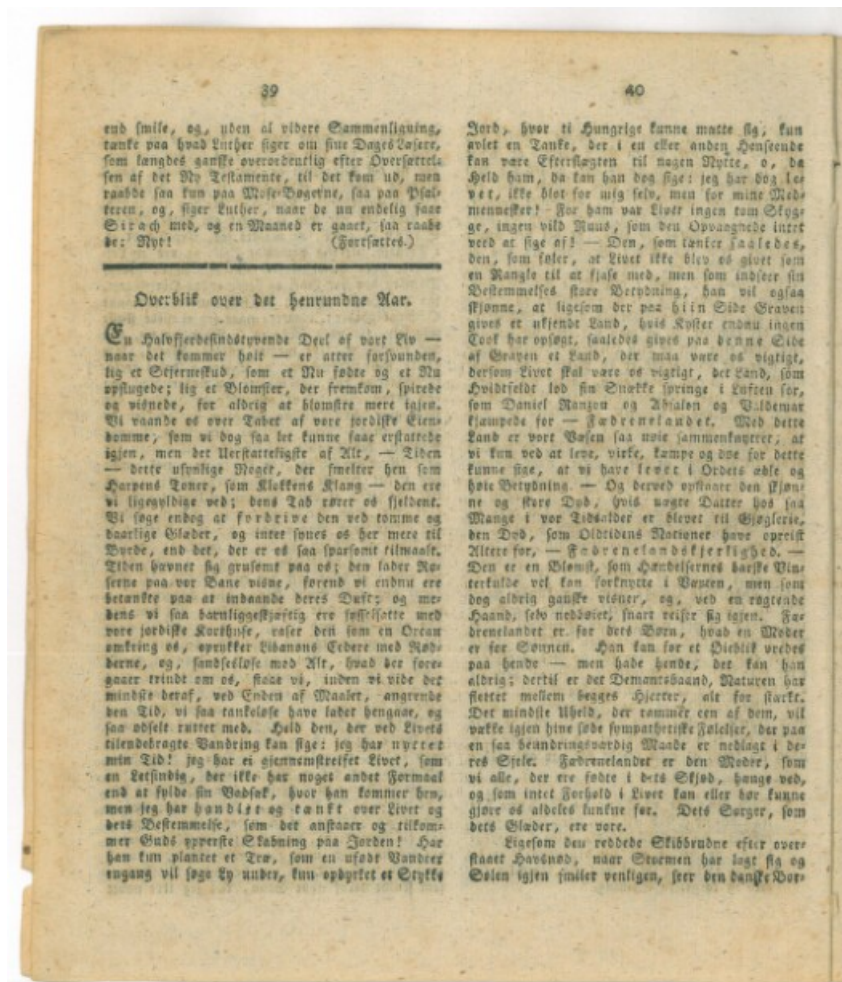 39
end smile, og, uden al videre Sammenligning,
tænke paa hvad Luther siger om sine Dages Læsere,
som længdes ganske overordentlig efter Oversættel-
sen af det Ny Testamente, til det kom ud, men
raabdt saa kun paa Mose-Bøgerne, saa paa Psal-
teren, og, siger Luther, naar de nu endelig faae
Sirach med, og en Maaned er gaaet, saa raabe
de: Nyt! (Fortsættes.)
Overblik over det henrundne Aar.
En Halvfjerdesindstyvende Deel af vort Liv —
naar det kommer høit — er atter forsvunden,
lig et Stjerneskud, som et Nu fødte og et Nu
opslugede; lig et Blomster, der fremkom, spirede
og visnede, for aldrig at blomstre mere igjen.
Vi vaande os over Tabet af vore jordiske Eien-
domme, som vi dog saa let kunne faae erstattede
igjen, men det Uerstatteligste af Alt, — Tiden
— dette usynlige Noget, der smelter hen som
Harpens Toner, som Klokkens Klang — den ere
vi ligegyldige ved; dens Tab rører os sjeldent.
Vi søge endog at fordrive den ved tomme og
daarlige Glæder, og intet synes os her mere til
Byrde, end det, der er os saa sparsomt tilmaalt.
Tiden hævner sig grusomt paa os; den lader Ro-
serne paa vor Bane visne, førend vi endnu ere
betænkte paa at indaande deres Duft; og me-
dens vi saa barnliggeskjæftig ere sysselsatte med
vore jordiske Korthuse, raser den som en Orcan
omkring os, oprykker Libanons Cedere med Rød-
derne, og, sandsesløse mod Alt, hvad der fore-
gaaer trindt om os, staae vi, inden vi vide det
mindste deraf, ved Enden af Maalet, angrende
den Tid, vi saa tankeløse have ladet hengaae, og
saa ødselt ruttet med. Held den, der ved Livets
tilendebragte Vandring kan sige: jeg har nyttet
min Tid! jeg har ei gjennemstreifet Livet, som
en Letsindig, der ikke har noget andet Formaal
end at fylde sin Vadsæk, hvor han kommer hen,
men jeg har handlet og tænkt over Livet og
dets Bestemmelse, som det anstaaer og tilkom-
mer Guds ypperste Skabning paa Jorden! Har
han kun plantet et Træ, som en ufødt Vandrer
engang vil søge Ly under, kun opdyrket et Stykke
40
Jord, hvor ti Hungrige kunne mætte sig, kun
avlet en Tanke, der i en eller anden Henseende
kan være Efterslægten til nogen Nytte, o, da
Held ham, da kan han dog sige: jeg har dog le-
vet, ikke blot for mig selv, men for mine Med-
mennesker! For ham var Livet ingen tom Skyg-
ge, ingen vild Ruus, som den Opvaagnede intet
veed at sige af! — Den, som tænker saaledes,
den, som føler, at Livet ikke blev os givet som
en Rangle til at fjase med, men som indseer sin
Bestemmelses store Betydning, han vil ogsaa
skjønne, at ligesom der paa hiin Side Graven
gives et ukjendt Land, hvis Kyster endnu ingen
Cook har opsøgt, saaledes gives paa denne Side
af Graven et Land, der maa være os vigtigt,
dersom Livet skal være os vigtigt, det Land, som
Hvidtfeldt lod sin Snække springe i Luften for,
som Daniel Ranzou og Absalon og Valdemar
kjæmpede for — Fædrenelandet. Med dette
Land er vort Væsen saa nøie sammenknyttet, at
vi kun ved at leve, virke, kæmpe og døe for dette
kunne sige, at vi have levet i Ordets ædle og
høie Betydning. — Og derved opstaaer den skjøn-
ne og store Dyd, hvis uægte Datter hos saa
Mange i vor Tidsalder er blevet til Gjøglerie,
den Dyd, som Oldtidens Nationer have opreist
Altere for, — Fædrenelandskjerlighed. —
Den er en Blomst, som Hændelsernes barske Vin-
terkulde vel kan forknytte i Væxten, men som
dog aldrig ganske visner, og, ved en røgtende
Haand, selv nedbøiet, snart reiser sig igjen. Fæ-
drenelandet er for dets Børn, hvad en Moder
er for Sønnen. Han kan for et Øieblik vredes
paa hende — men hade hende, det kan han
aldrig; dertil er det Demantsbaand, Naturen har
flettet mellem begges Hjerter, alt for stærkt.
Det mindste Uheld, der rammer een af dem, vil
vække igjen hine søde sympathetiske Følelser, der paa
en saa beundringsværdig Maade er nedlagt i de-
res Sjele. Fædrenelandet er den Moder, som
vi alle, der ere fødte i dets Skjød, hænge ved,
og som intet Forhold i Livet kan eller bør kunne
gjøre os aldeles kunkne for. Dets Sorger, som
dets Glæder, ere vore.
Ligesom den reddede Skibbrudne efter over-
staaet Havsnød, naar Stormen har lagt sig og
Solen igjen smiler venligen, seer den danske Bor-